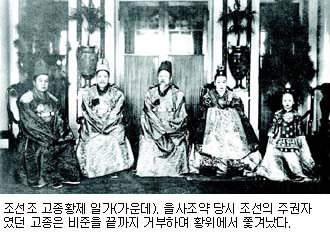 조선조 고종황제 일가(가운데). 을사조약 당시 조선의 주권자
였던 고종은 비준을 끝까지 거부하며 황위에서 쫓겨났다.